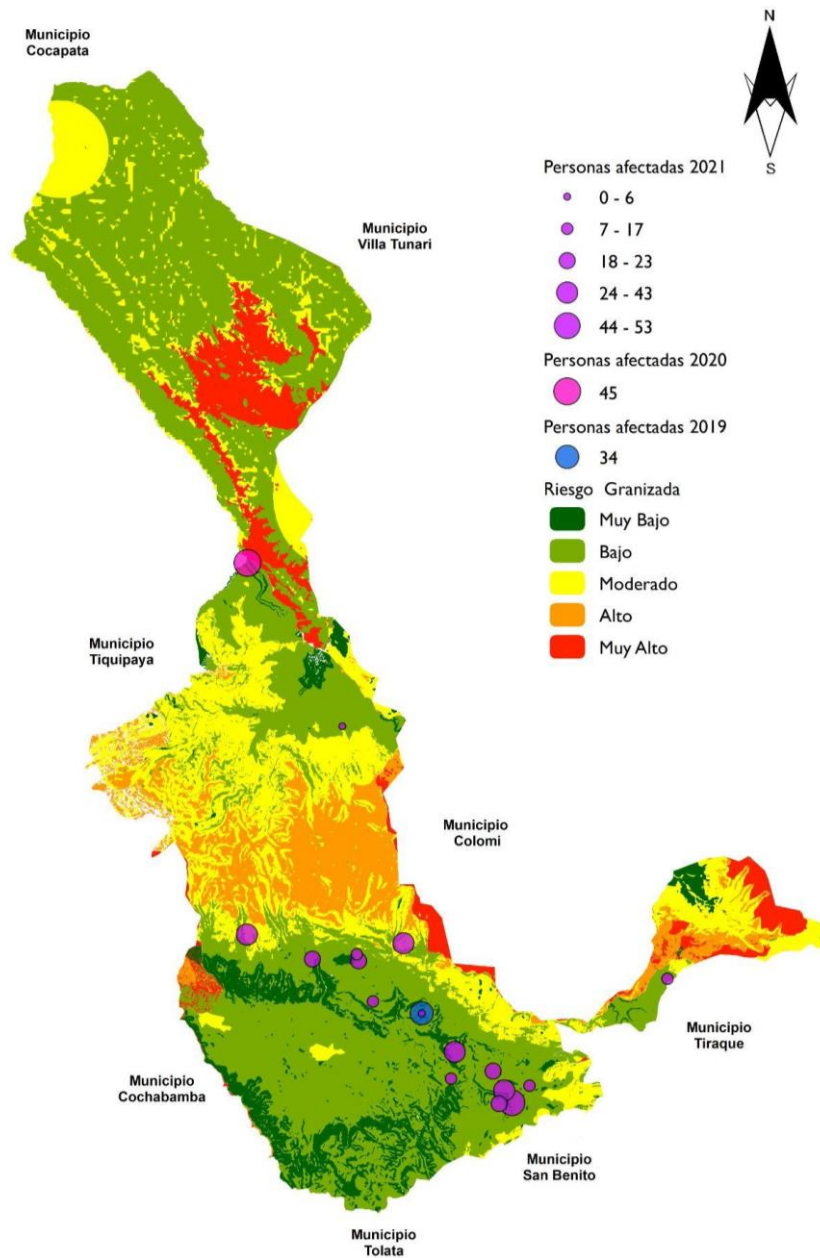 Municipio
Cocapata
N
S
Municipio
Villa Tunari
Personas afectadas 2021
0 - 6
7 - 17
18 - 23
24 - 43
44 - 53
Personas afectadas 2020
45
Personas afectadas 2019
34
Riesgo Granizada
Muy Bajo
Bajo
Moderado
Alto
Muy Alto
Municipio
Tiquipaya
Municipio
Colomi
Municipio
Tiraque
Municipio
Cochabamba
Municipio
San Benito
Municipio
Tolata